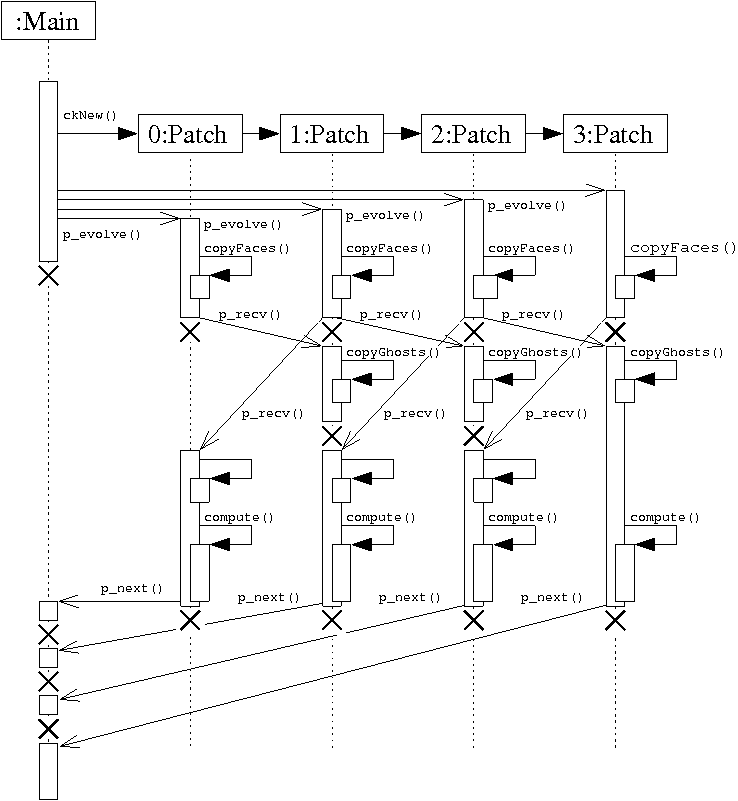 :Main
ckNew()
0:Patch 1:Patch 2:Patch 3:Patch
p_evolve() p_evolve() p_evolve() p_evolve()
copyFaces() copyFaces() copyFaces() copyFaces()
p_recv() p_recv() p_recv()
copyGhosts() copyGhosts() copyGhosts()
p_recv() p_recv() p_recv()
compute() compute() compute() compute()
p_next() p_next() p_next() p_next()